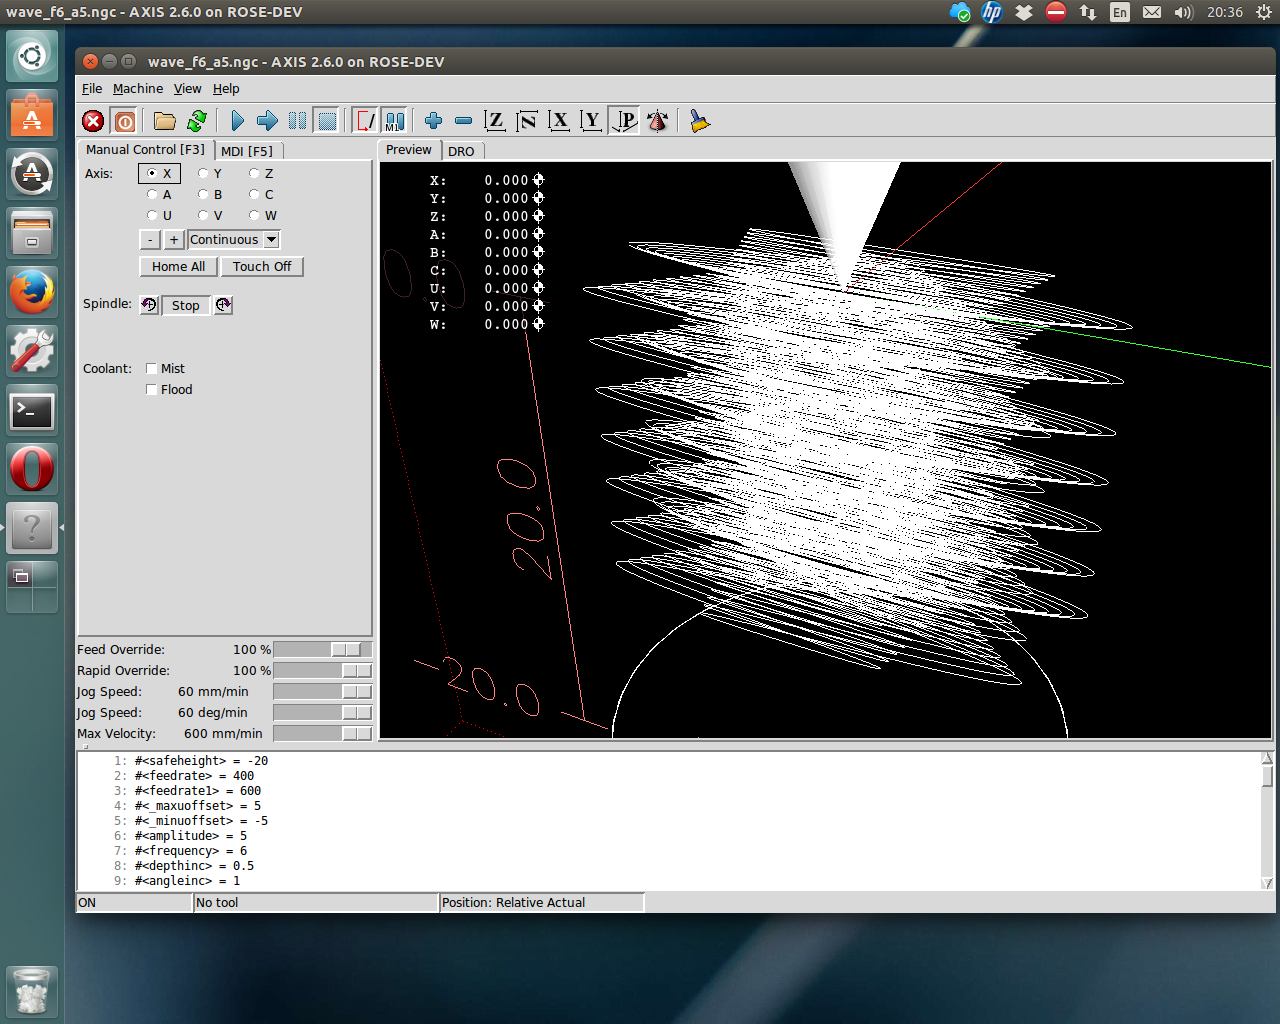 wave_f6_a5.ngc - AXIS 2.6.0 on ROSE-DEV
hp
En
20:36
wave_f6_a5.ngc - AXIS 2.6.0 on ROSE-DEV
File Machine View Help
M1 Z N X Y P
Manual Control [F3] MDI [F5]
Axis: X Y Z
A B C
U V W
- + Continuous
Home All Touch Off
Spindle: Stop
Coolant: Mist
Flood
Feed Override: 100 %
Rapid Override: 100 %
Jog Speed: 60 mm/min
Jog Speed: 60 deg/min
Max Velocity: 600 mm/min
Preview DRO
X: 0.000
Y: 0.000
Z: 0.000
A: 0.000
B: 0.000
C: 0.000
U: 0.000
V: 0.000
W: 0.000
0.0
20.0
-20.0
1: #<safeheight> = -20
2: #<feedrate> = 400
3: #<feedrate1> = 600
4: #<_maxuoffset> = 5
5: #<_minuoffset> = -5
6: #<amplitude> = 5
7: #<frequency> = 6
8: #<depthinc> = 0.5
9: #<angleinc> = 1
ON No tool Position: Relative Actual